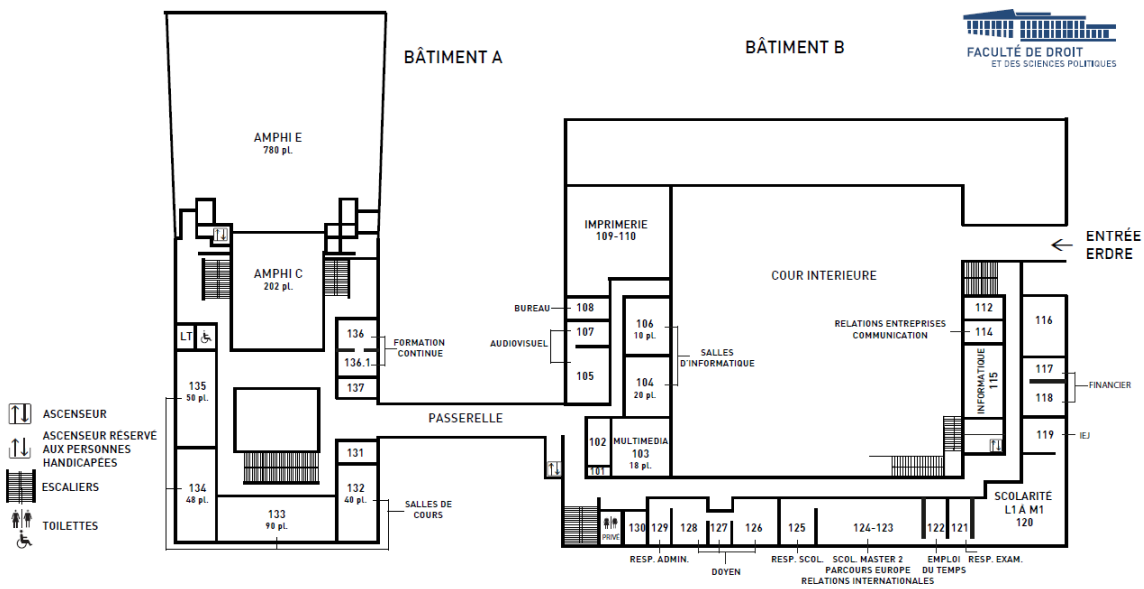 BÂTIMENT A
BÂTIMENT B
FACULTÉ DE DROIT
ET DES SCIENCES POLITIQUES
AMPHI E
780 pl.
IMPRIMERIE
109-110
ENTRÉE
ERDRE
AMPHI C
202 pl.
COUR INTERIEURE
BUREAU
108
106
10 pl.
112
116
LT
136
FORMATION
CONTINUE
136.1
137
AUDIOVISUEL
107
105
SALLES
D'INFORMATIQUE
104
20 pl.
RELATIONS ENTREPRISES
COMMUNICATION
114
INFORMATIQUE
115
117
118
FINANCIER
135
50 pl.
PASSERELLE
ASCENSEUR
ASCENSEUR RÉSERVÉ
AUX PERSONNES
HANDICAPÉES
ESCALIERS
TOILETTES
102
101
MULTIMEDIA
103
18 pl.
119
IEJ
131
134
48 pl.
132
40 pl.
133
90 pl.
SALLES DE
COURS
SCOLARITÉ
L1 À M1
120
PRIVÉ
130
129
128
127
126
125
124-123
122
121
RESP. ADMIN.
DOYEN
RESP. SCOL.
SCOL. MASTER 2
PARCOURS EUROPE
RELATIONS INTERNATIONALES
EMPLOI
DU TEMPS
RESP. EXAM.